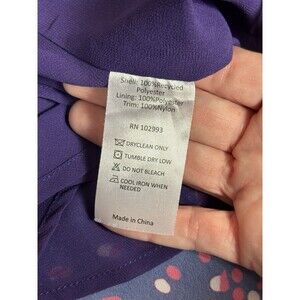 Shell: 100%Recycled
Polyester
Lining: 100%Polyester
Trim: 100%Nylon
RN 102993
DRYCLEAN ONLY
TUMBLE DRY LOW
DO NOT BLEACH
COOL IRON WHEN
NEEDED
Made in China